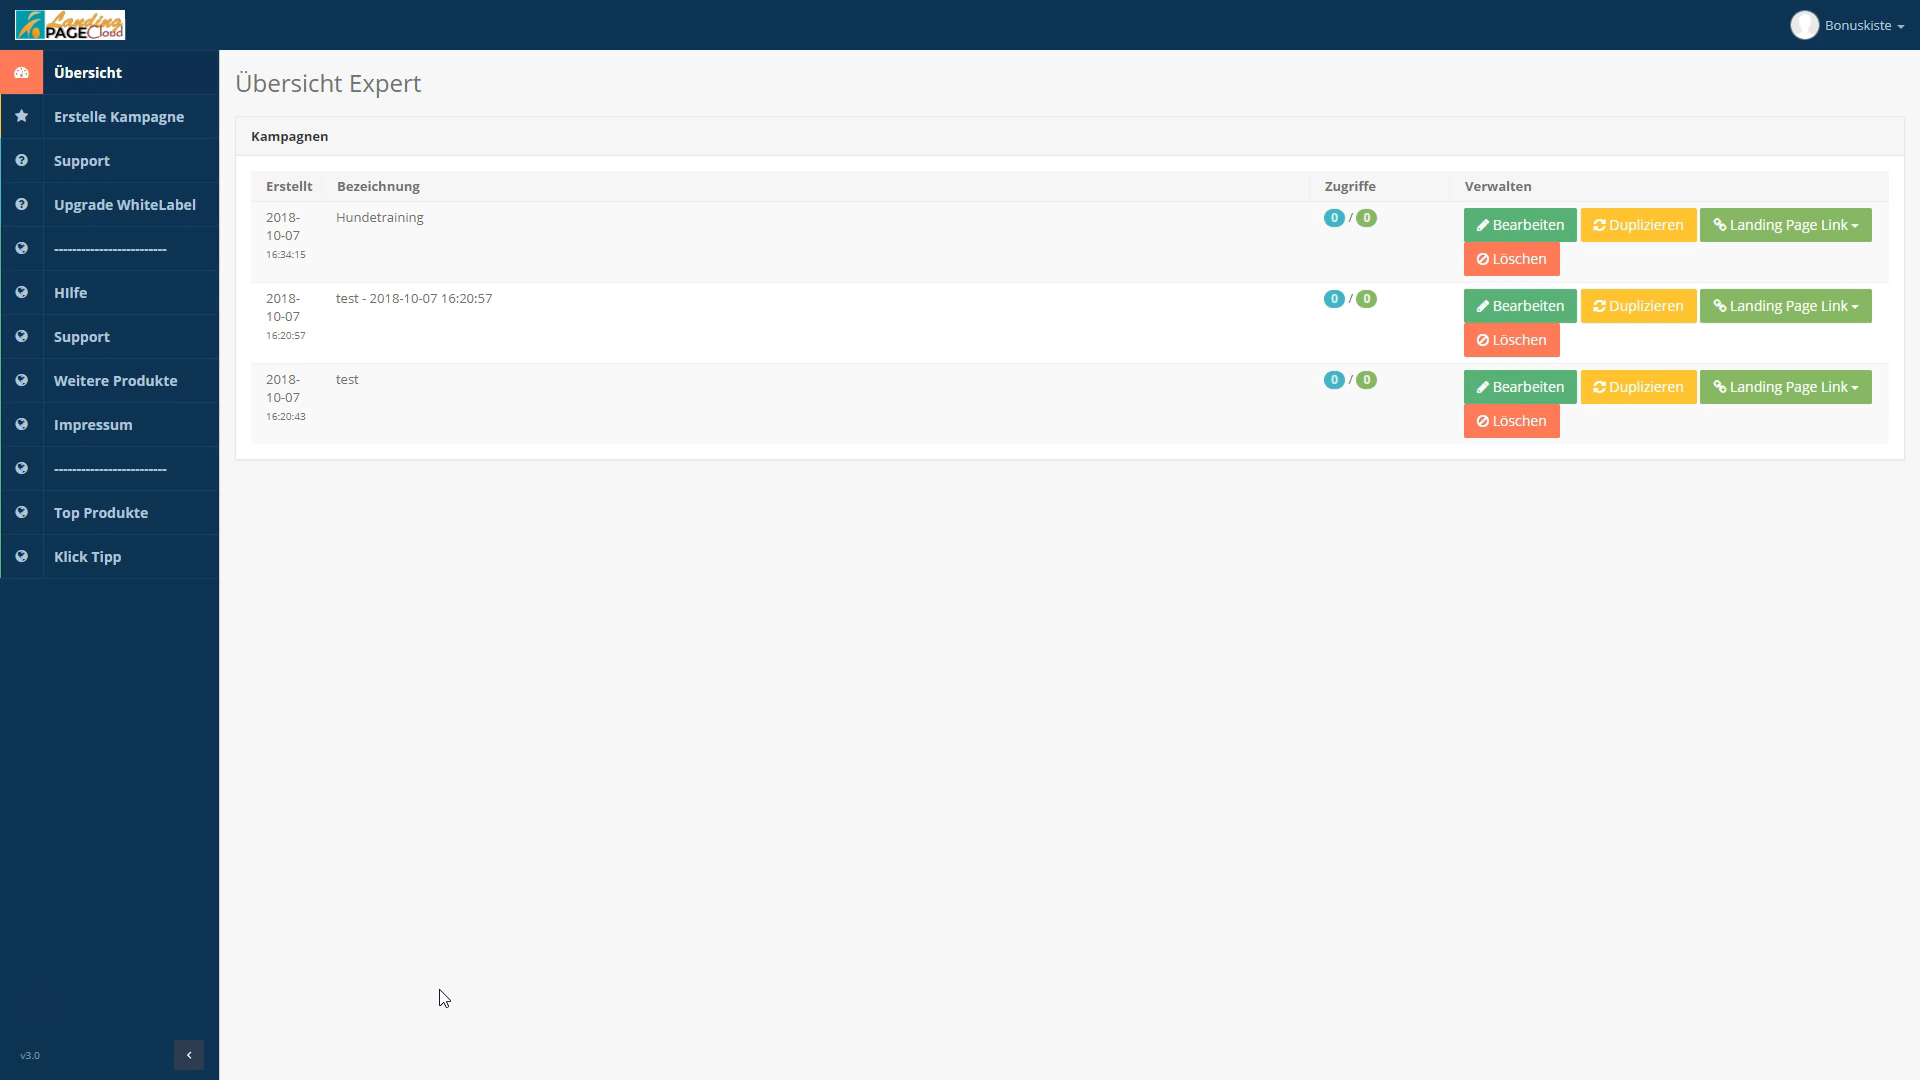 Landing
PAGECloud
Bonuskiste
Übersicht
Erstelle Kampagne
Support
Upgrade WhiteLabel
-------------------------
HIlfe
Support
Weitere Produkte
Impressum
-------------------------
Top Produkte
Klick Tipp
v3.0
Übersicht Expert
Kampagnen
Erstellt Bezeichnung Zugriffe Verwalten
2018-
10-07
16:34:15
Hundetraining
0 / 0
Bearbeiten Duplizieren Landing Page Link
Löschen
2018-
10-07
16:20:57
test - 2018-10-07 16:20:57
0 / 0
Bearbeiten Duplizieren Landing Page Link
Löschen
2018-
10-07
16:20:43
test
0 / 0
Bearbeiten Duplizieren Landing Page Link
Löschen